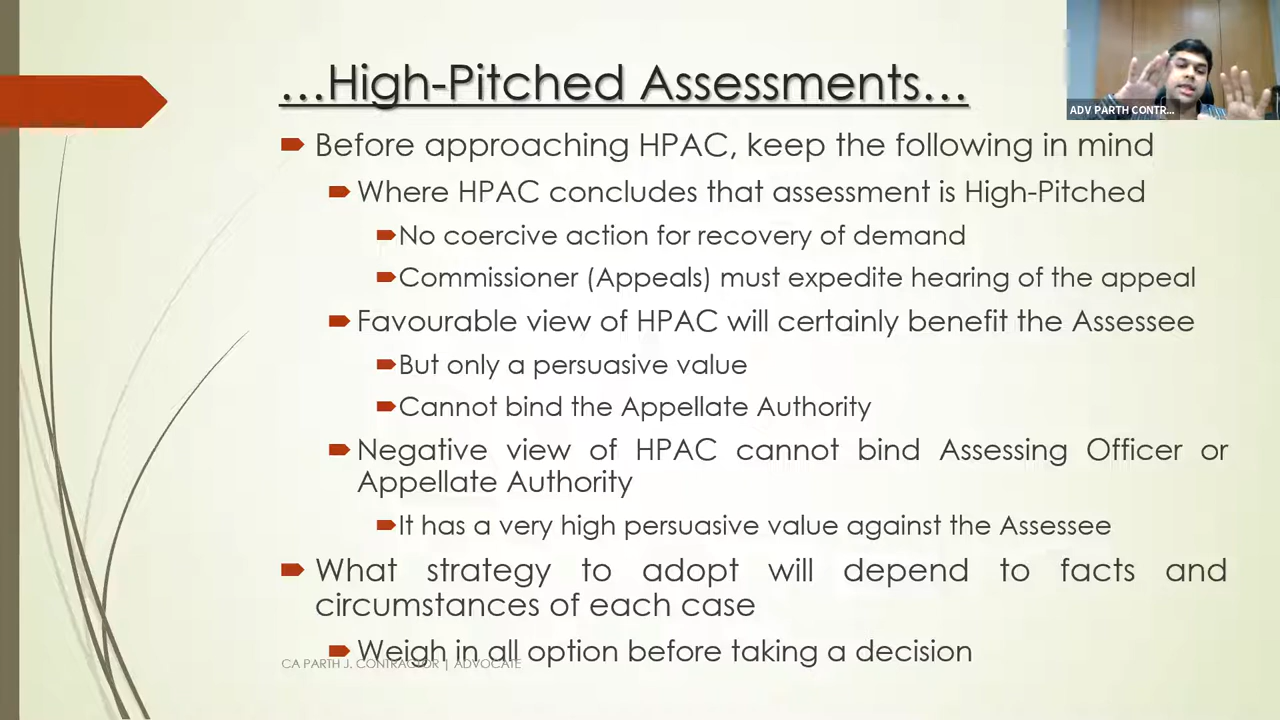 …High-Pitched Assessments…
ADV PARTH CONTR...
Before approaching HPAC, keep the following in mind
Where HPAC concludes that assessment is High-Pitched
No coercive action for recovery of demand
Commissioner (Appeals) must expedite hearing of the appeal
Favourable view of HPAC will certainly benefit the Assessee
But only a persuasive value
Cannot bind the Appellate Authority
Negative view of HPAC cannot bind Assessing Officer or
Appellate Authority
It has a very high persuasive value against the Assessee
What strategy to adopt will depend to facts and
circumstances of each case
Weigh in all option before taking a decision
CA PARTH J. CONTRACTOR | ADVOCATE